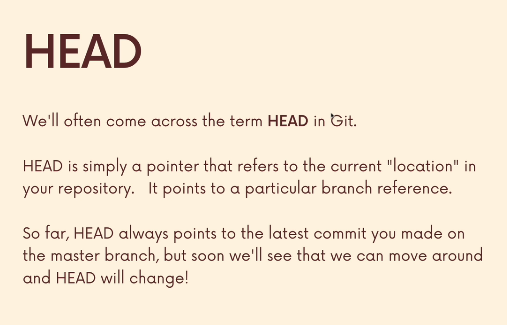 HEAD
We'll often come across the term HEAD in Git.
HEAD is simply a pointer that refers to the current "location" in
your repository.   It points to a particular branch reference.
So far, HEAD always points to the latest commit you made on
the master branch, but soon we'll see that we can move around
and HEAD will change!